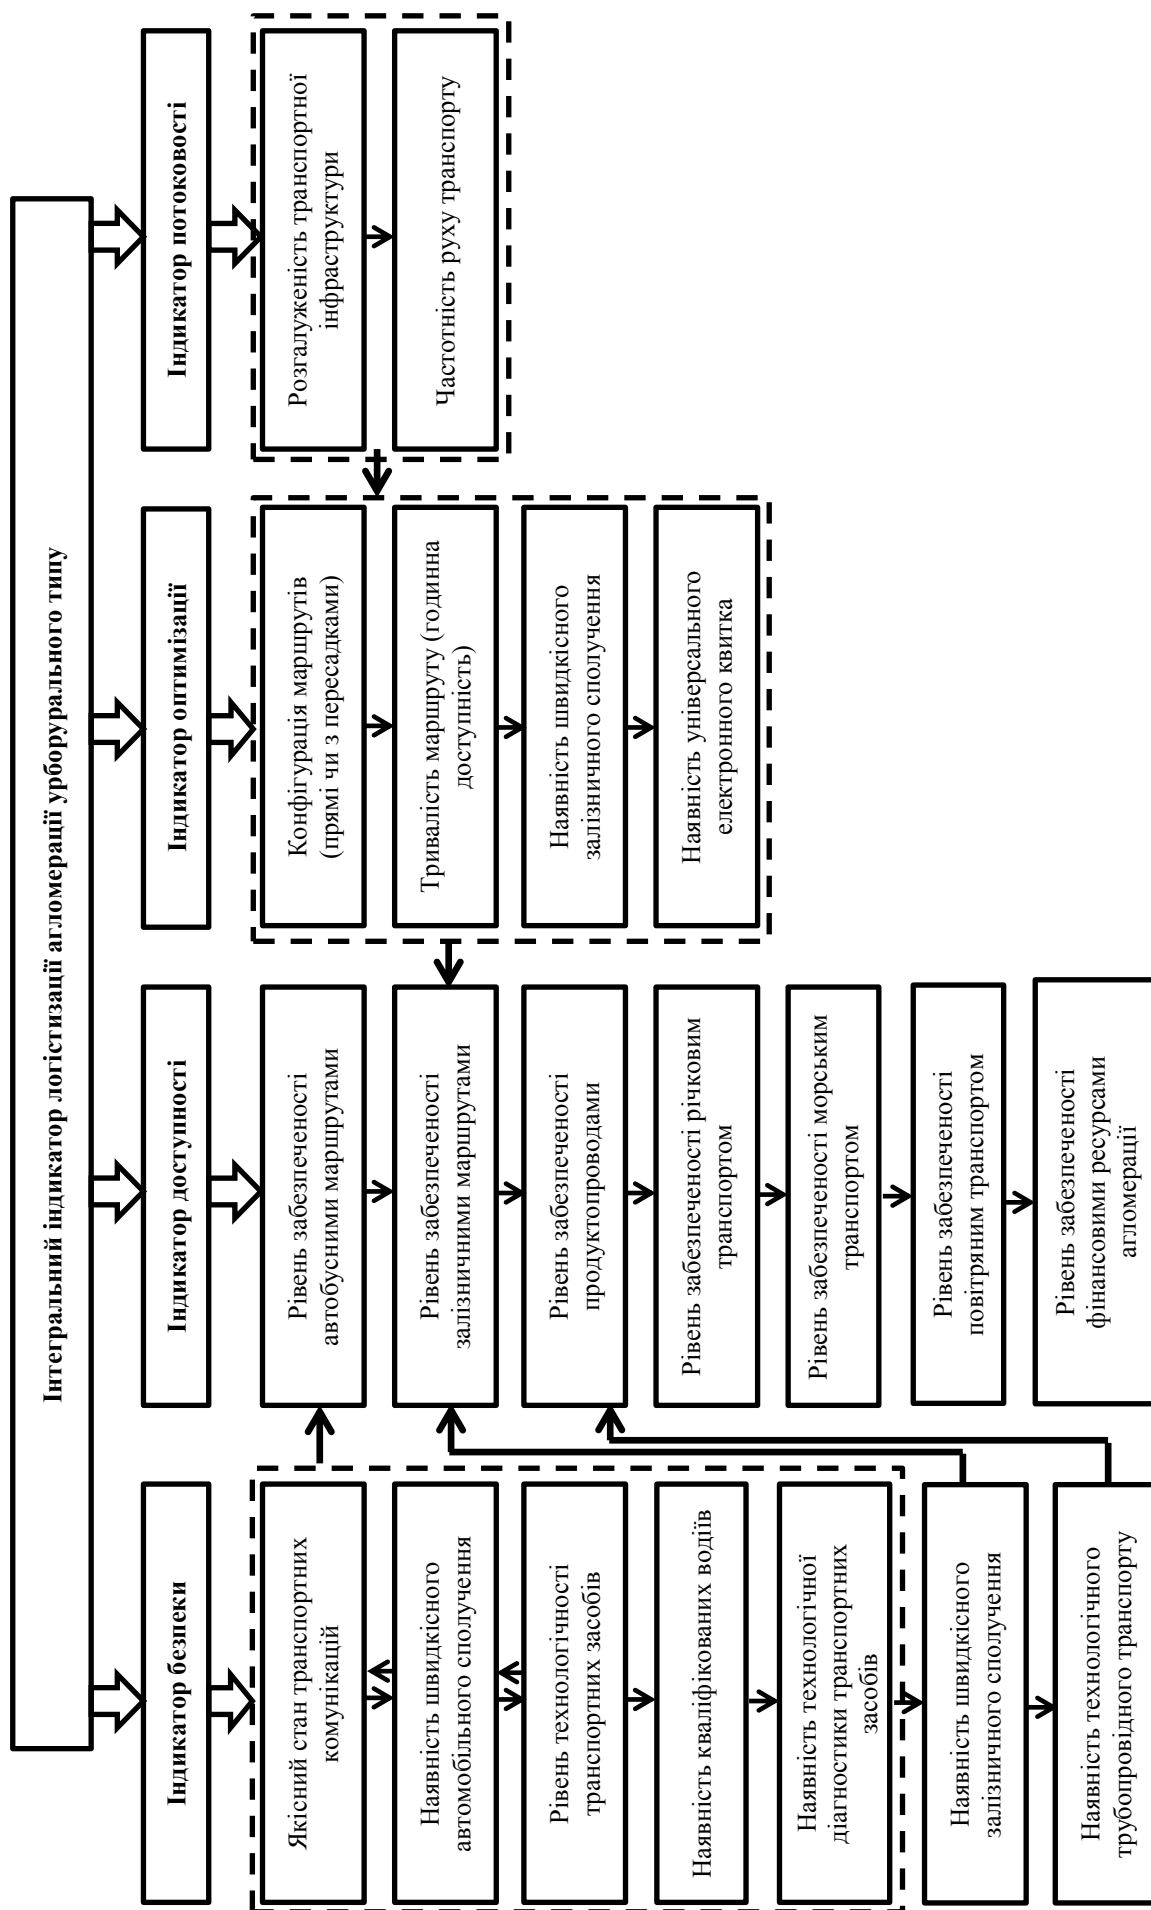 Інтегральний індикатор логістизації агломерації урборурального типу
Індикатор безпеки
Якісний стан транспортних
комунікацій
Наявність швидкісного
автомобільного сполучення
Рівень технологічності
транспортних засобів
Наявність кваліфікованих водіїв
Наявність технологічної
діагностики транспортних
засобів
Наявність швидкісного
залізничного сполучення
Наявність технологічного
трубопровідного транспорту
Індикатор доступності
Рівень забезпеченості
автобусними маршрутами
Рівень забезпеченості
залізничними маршрутами
Рівень забезпеченості
продуктопроводами
Рівень забезпеченості річковим
транспортом
Рівень забезпеченості морським
транспортом
Рівень забезпеченості
повітряним транспортом
Рівень забезпеченості
фінансовими ресурсами
агломерації
Індикатор оптимізації
Конфігурація маршрутів
(прямі чи з пересадками)
Тривалість маршруту (годинна
доступність)
Наявність швидкісного
залізничного сполучення
Наявність універсального
електронного квитка
Індикатор потоковості
Розгалуженість транспортної
інфраструктури
Частотність руху транспорту